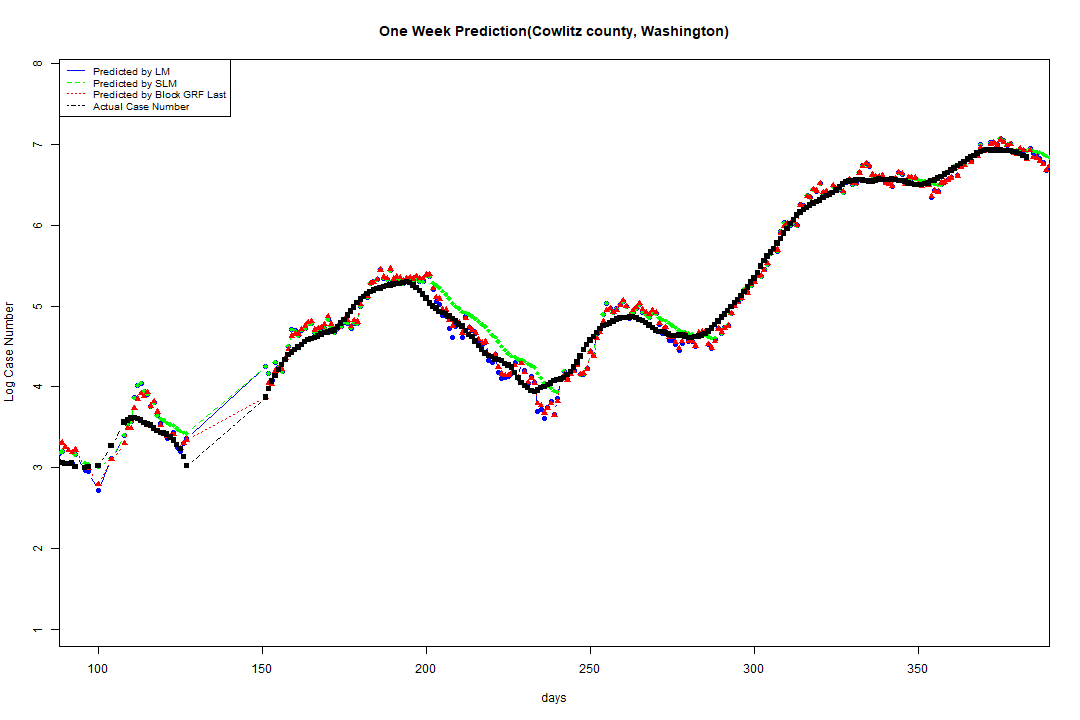 One Week Prediction(Cowlitz county, Washington)
Predicted by LM
Predicted by SLM
Predicted by Block GRF Last
Actual Case Number
Log Case Number
8
7
6
5
4
3
2
1
100 150 200 250 300 350
days